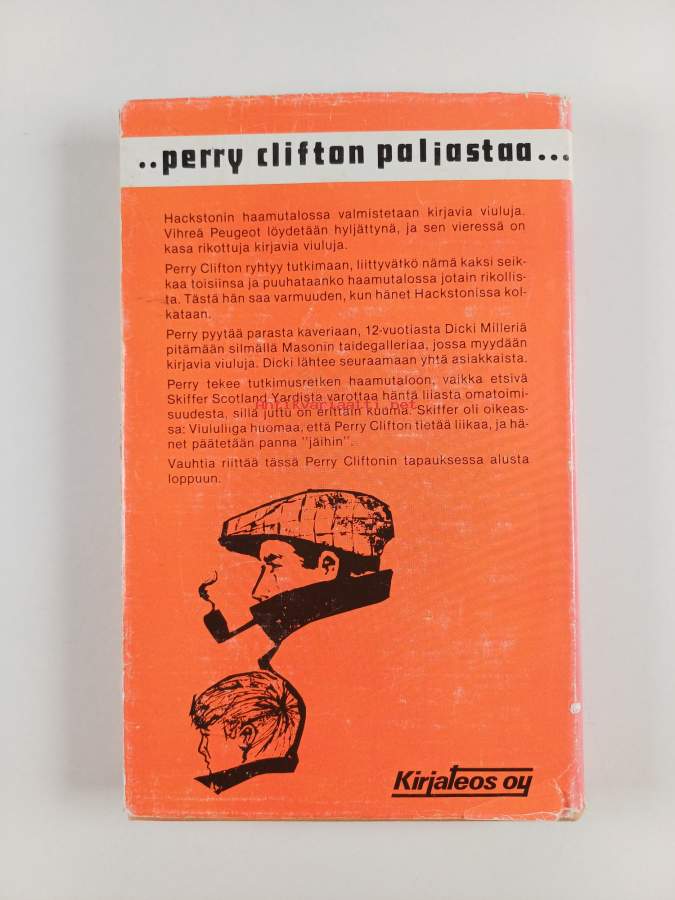 ..perry clifton paljastaa...
Hackstonin haamutalossa valmistetaan kirjavia viuluja.
Vihreä Peugeot löydetään hyljättynä, ja sen vieressä on
kasa rikottuja kirjavia viuluja.
Perry Clifton ryhtyy tutkimaan, liittyvätkö nämä kaksi seik-
kaa toisiinsa ja puuhataanko haamutalossa jotain rikollis-
ta. Tästä hän saa varmuuden, kun hänet Hackstonissa kol-
kataan.
Perry pyytää parasta kaveriaan, 12-vuotiasta Dicki Milleriä
pitämään silmällä Masonin taidegalleriaa, jossa myydään
kirjavia viuluja. Dicki lähtee seuraamaan yhtä asiakkaista.
Perry tekee tutkimusretken haamutaloon, vaikka etsivä
Skiffer Scotland Yardista varottaa häntä liiasta omatoimi-
Antikvariaatti.net
suudesta, sillä juttu on erittäin kuuma. Skiffer oli oikeas-
sa: Viululiiga huomaa, että Perry Clifton tietää liikaa, ja hä-
net päätetään panna "jäihin".
Vauhtia riittää tässä Perry Cliftonin tapauksessa alusta
loppuun.
Kirjateos oy